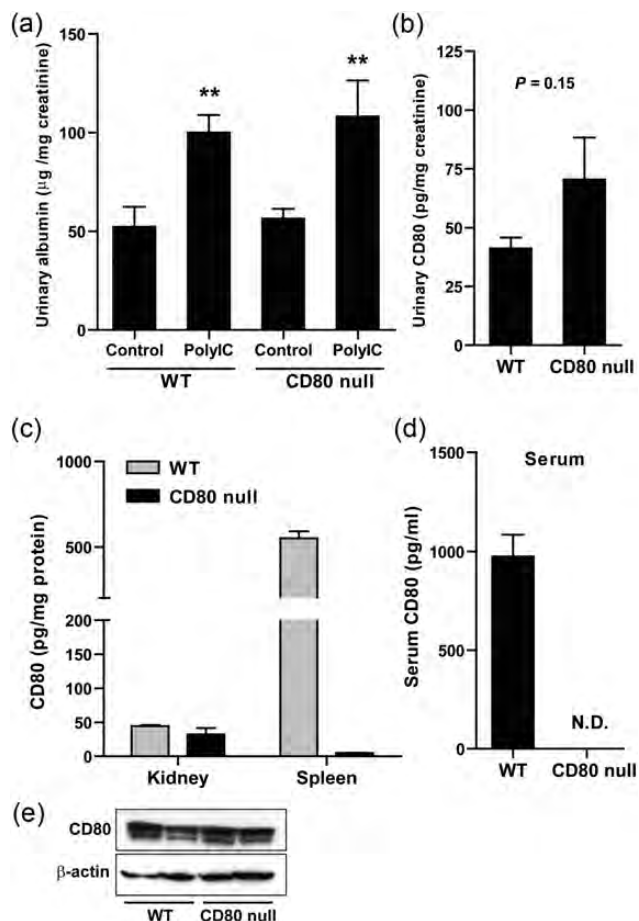 (a)
Urinary albumin (μg /mg creatinine)
150
100
50
0
**
**
Control
PolyIC
Control
PolyIC
WT
CD80 null
(b)
Urinary CD80 (pg/mg creatinine)
125
100
75
50
25
0
P = 0.15
WT
CD80 null
(c)
CD80 (pg/mg protein)
1000
500
200
150
100
50
0
WT
CD80 null
Kidney
Spleen
(d)
Serum CD80 (pg/ml)
1500
1000
500
0
Serum
N.D.
WT
CD80 null
(e)
CD80
β-actin
WT
CD80 null